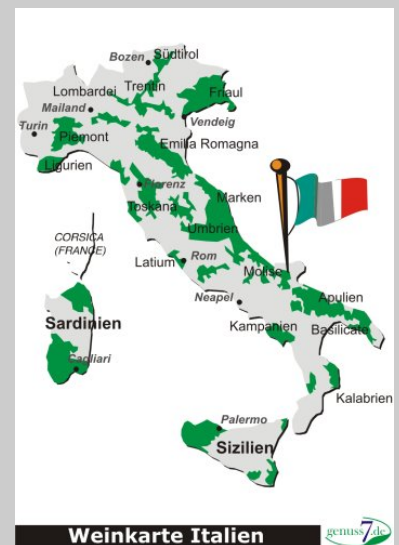 Bozen
Südtirol
Lombardei
Trentin
Friaul
Mailand
Vendeig
Turin
Piemont
Emilia Romagna
Ligurien
Florenz
Toskana
Marken
Umbrien
CORSICA
(FRANCE)
Latium
Rom
Molise
Neapel
Apulien
Sardinien
Kampanien
Basilicate
Cagliari
Kalabrien
Palermo
Sizilien
Weinkarte Italien
genuss7.de